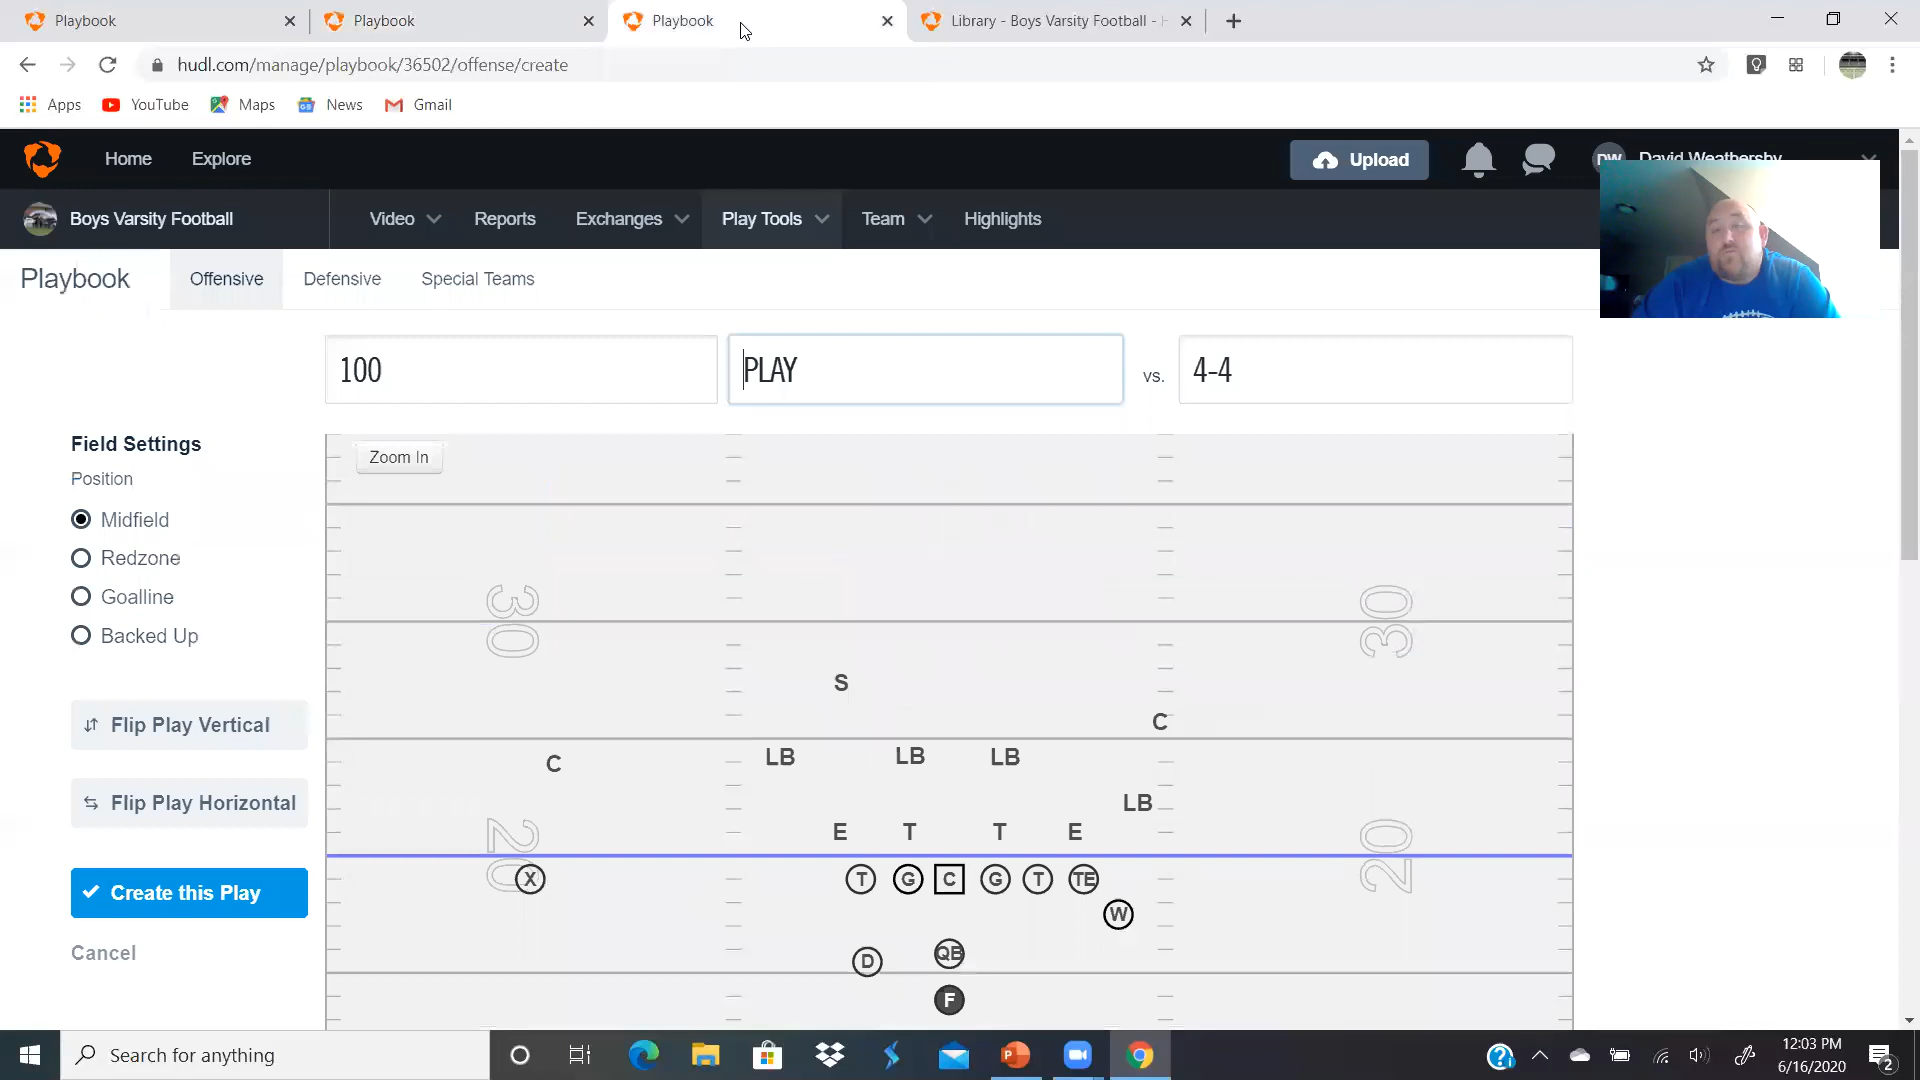 Playbook
Playbook
Playbook
Library - Boys Varsity Football -
hudl.com/manage/playbook/36502/offense/create
Apps
YouTube
Maps
News
Gmail
Home
Explore
Upload
DW
David Weathersby
Boys Varsity Football
Video
Reports
Exchanges
Play Tools
Team
Highlights
Playbook
Offensive
Defensive
Special Teams
100
PLAY
vs.
4-4
Field Settings
Position
Midfield
Redzone
Goalline
Backed Up
Flip Play Vertical
Flip Play Horizontal
Create this Play
Cancel
Zoom In
30
30
S
C
LB
LB
LB
C
LB
E
T
T
E
20
20
X
T
G
C
G
T
TE
W
D
QB
F
Search for anything
12:03 PM
6/16/2020
2